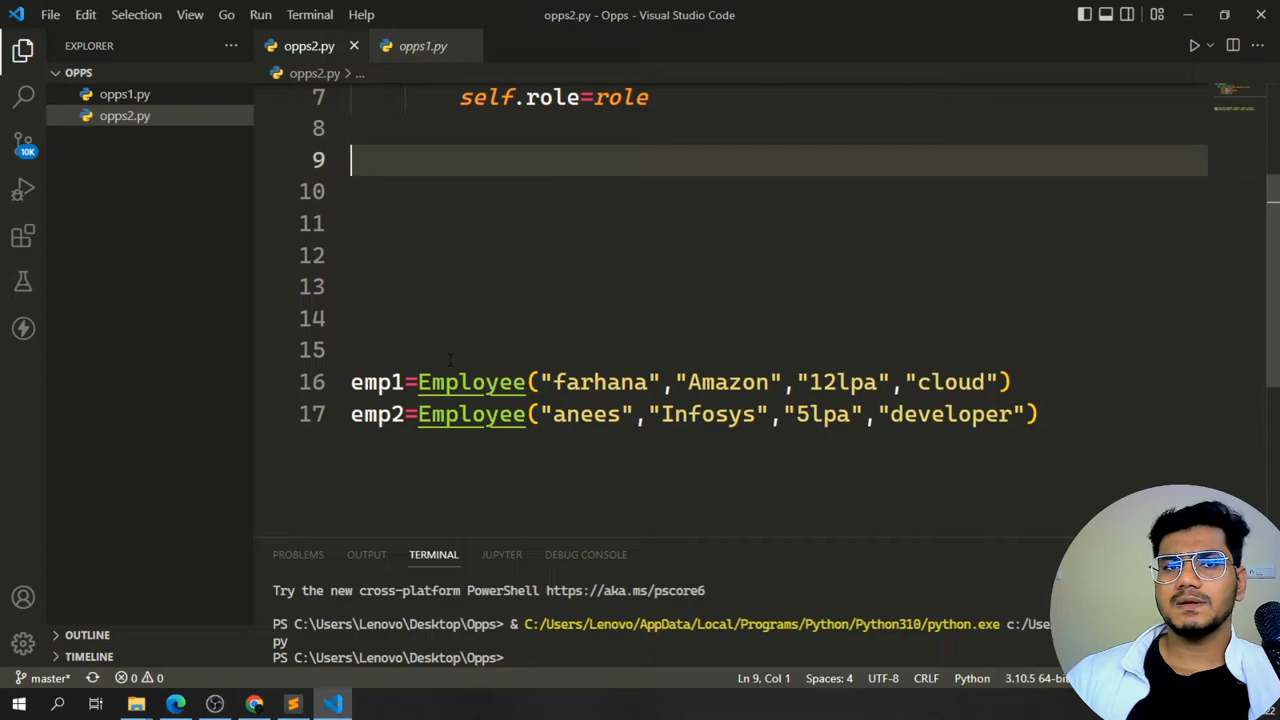 File Edit Selection View Go Run Terminal Help
opps2.py - Opps - Visual Studio Code
EXPLORER
opps2.py
opps1.py
OPPS
opps2.py > ...
opps1.py
opps2.py
10K
7 self.role=role
8
9
10
11
12
13
14
15
16 emp1=Employee("farhana","Amazon","12lpa","cloud")
17 emp2=Employee("anees","Infosys","5lpa","developer")
PROBLEMS OUTPUT TERMINAL JUPYTER DEBUG CONSOLE
Try the new cross-platform PowerShell https://aka.ms/pscore6
PS C:\Users\Lenovo\Desktop\Opps> & C:/Users/Lenovo/AppData/Local/Programs/Python/Python310/python.exe c:/Use
py
PS C:\Users\Lenovo\Desktop\Opps>
OUTLINE
TIMELINE
master* 0 0 Ln 9, Col 1 Spaces: 4 UTF-8 CRLF Python 3.10.5 64-bi